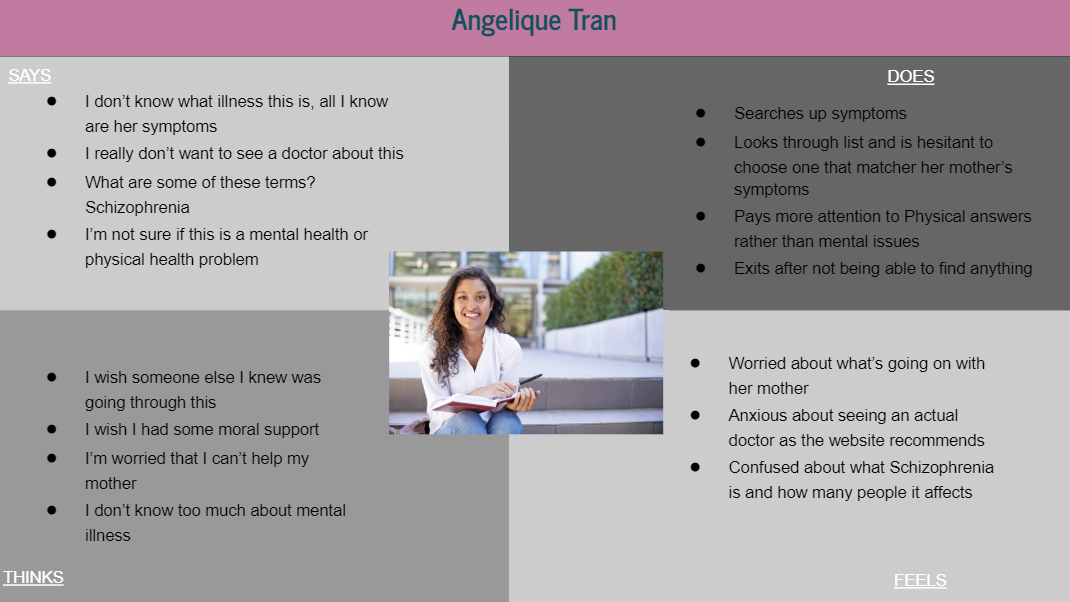 Angelique Tran
SAYS
● I don’t know what illness this is, all I know
are her symptoms
● I really don’t want to see a doctor about this
● What are some of these terms?
Schizophrenia
● I’m not sure if this is a mental health or
physical health problem
DOES
● Searches up symptoms
● Looks through list and is hesitant to
choose one that matcher her mother’s
symptoms
● Pays more attention to Physical answers
rather than mental issues
● Exits after not being able to find anything
● I wish someone else I knew was
going through this
● I wish I had some moral support
● I’m worried that I can’t help my
mother
● I don’t know too much about mental
illness
THINKS
● Worried about what’s going on with
her mother
● Anxious about seeing an actual
doctor as the website recommends
● Confused about what Schizophrenia
is and how many people it affects
FEELS